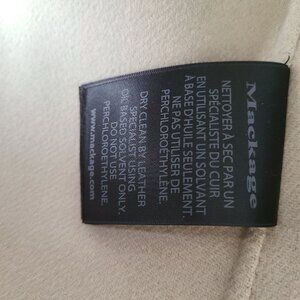 Mackage
NETTOYER À SEC PAR UN
SPÉCIALISTE DU CUIR
EN UTILISANT UN SOLVANT
À BASE D'HUILE SEULEMENT.
NE PAS UTILISER DE
PERCHLOROÉTHYLÈNE.
DRY CLEAN BY LEATHER
SPECIALIST USING
OIL BASED SOLVENT ONLY.
DO NOT USE
PERCHLOROETHYLENE.
www.mackage.com